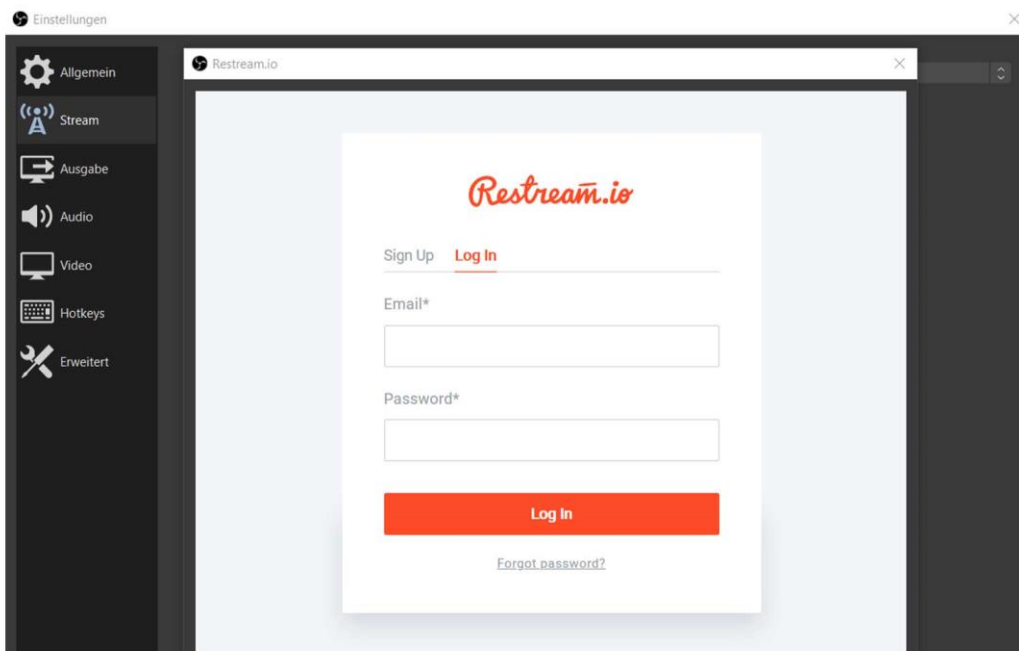 Einstellungen
Allgemein
Stream
Ausgabe
Audio
Video
Hotkeys
Erweitert
Restream.io
Restream.io
Sign Up Log In
Email*
Password*
Log In
Forgot password?